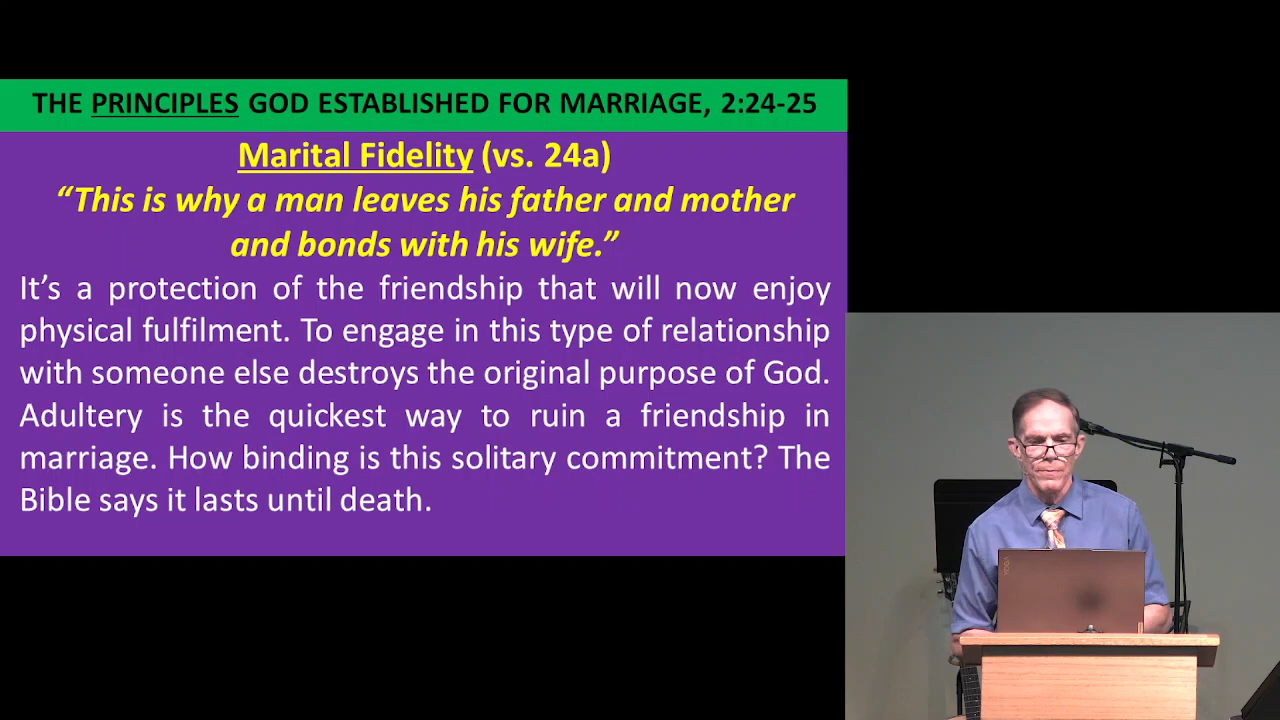 THE PRINCIPLES GOD ESTABLISHED FOR MARRIAGE, 2:24-25
Marital Fidelity (vs. 24a)
“This is why a man leaves his father and mother
and bonds with his wife.”
It’s a protection of the friendship that will now enjoy
physical fulfilment. To engage in this type of relationship
with someone else destroys the original purpose of God.
Adultery is the quickest way to ruin a friendship in
marriage. How binding is this solitary commitment? The
Bible says it lasts until death.